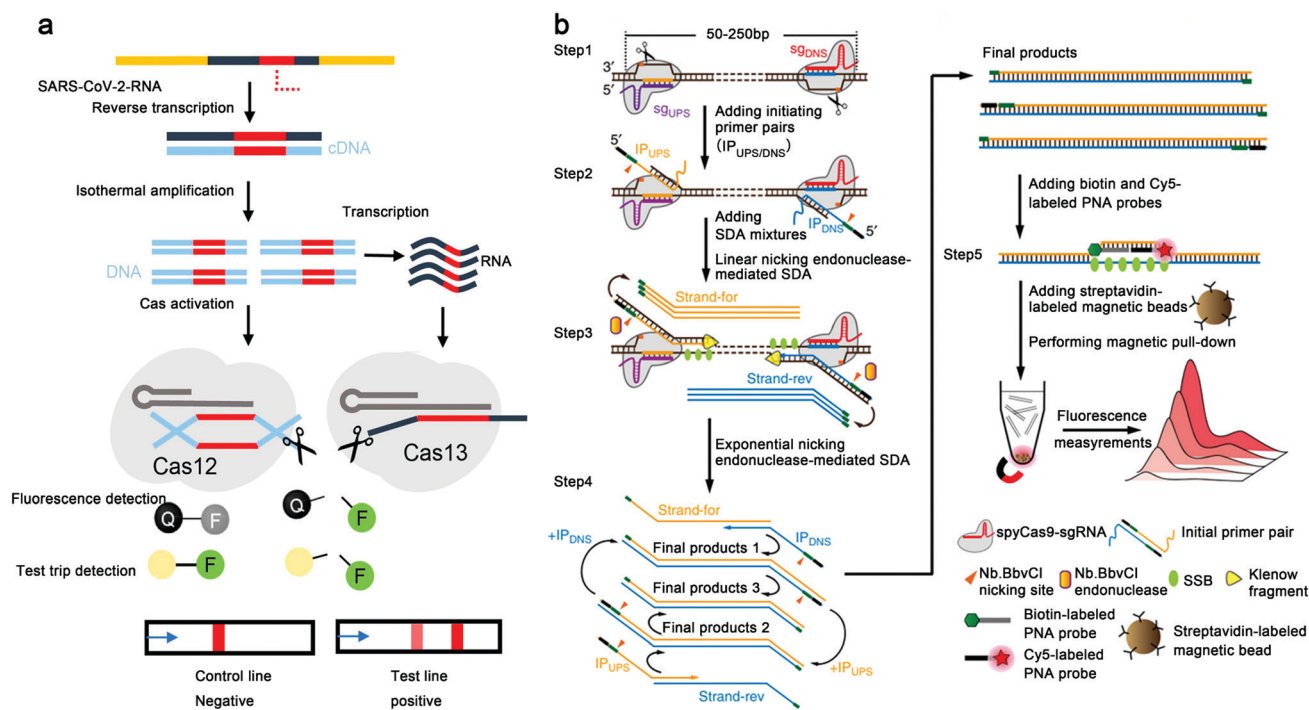 a
SARS-CoV-2-RNA
Reverse transcription
cDNA
Isothermal amplification
Transcription
DNA
RNA
Cas activation
Cas12
Cas13
Fluorescence detection
Q
F
Q
F
Test trip detection
F
F
Control line
Negative
Test line
positive
b
50-250bp
Step1
sgDNS
3′
5′
sgUPS
Adding initiating
primer pairs
(IPUPS/DNS)
5′
IPUPS
Step2
IPDNS
5′
Adding
SDA mixtures
Linear nicking endonuclease-
mediated SDA
Strand-for
Step3
Strand-rev
Exponential nicking
endonuclease-mediated SDA
Step4
Strand-for
+IPDNS
IPDNS
Final products 1
Final products 3
Final products 2
IPUPS
+IPUPS
Strand-rev
Final products
Adding biotin and Cy5-
labeled PNA probes
Step5
Adding streptavidin-
labeled magnetic beads
Performing magnetic pull-down
Fluorescence
measyrements
spyCas9-sgRNA
Initial primer pair
Nb.BbvCI
nicking site
Nb.BbvCI
endonuclease
SSB
Klenow
fragment
Biotin-labeled
PNA probe
Streptavidin-labeled
magnetic bead
Cy5-labeled
PNA probe